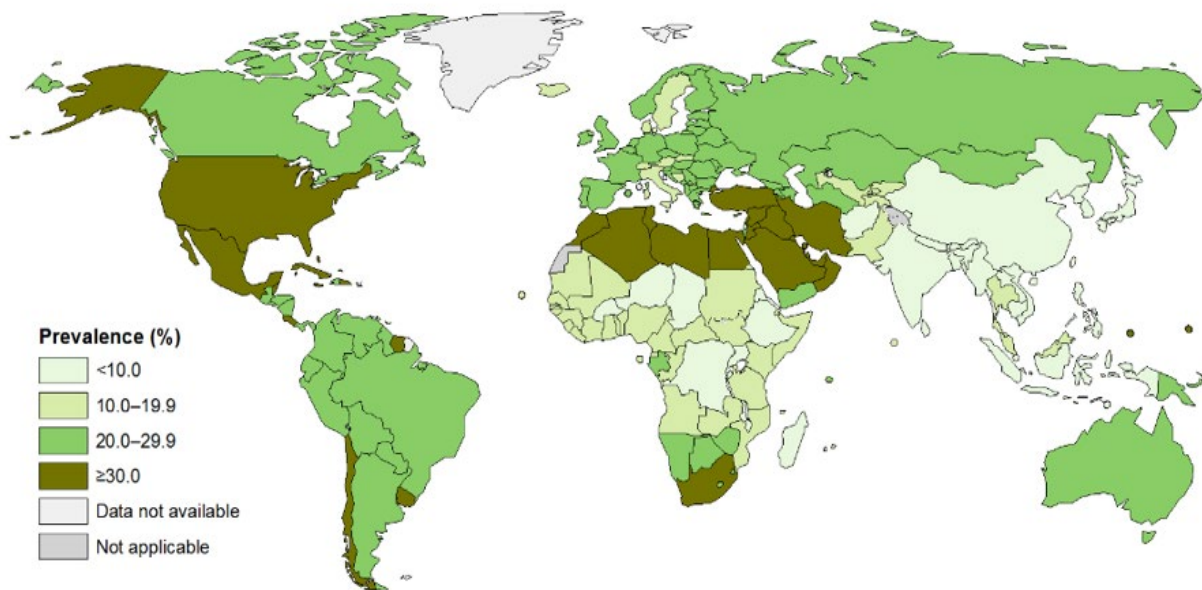 Prevalence (%)
<10.0
10.0–19.9
20.0–29.9
≥30.0
Data not available
Not applicable